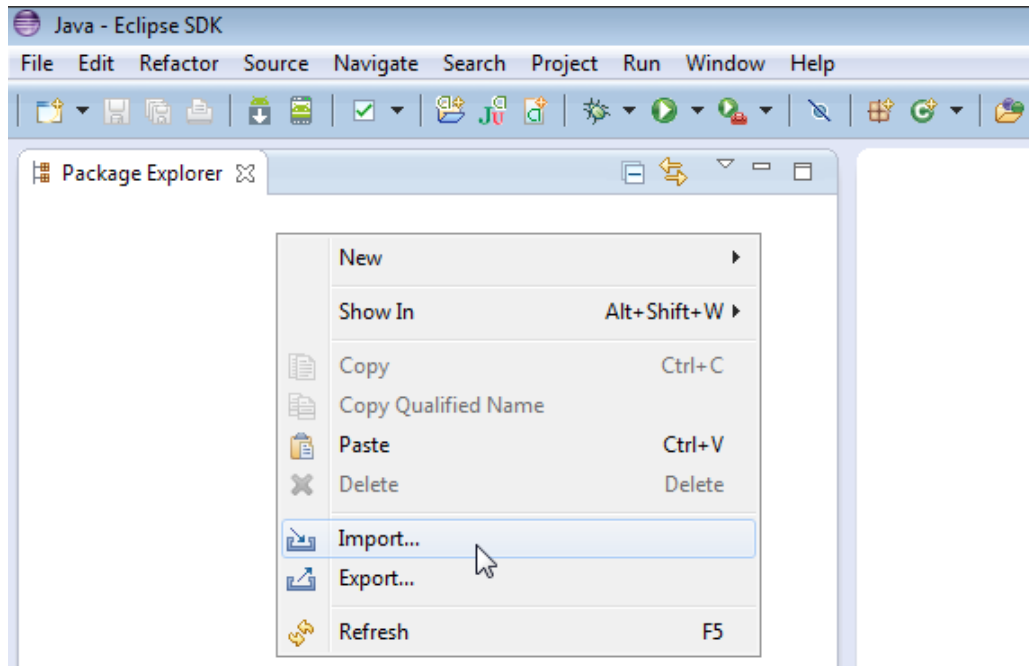 Java - Eclipse SDK
File Edit Refactor Source Navigate Search Project Run Window Help
Package Explorer
New
Show In Alt+Shift+W
Copy Ctrl+C
Copy Qualified Name
Paste Ctrl+V
Delete Delete
Import...
Export...
Refresh F5